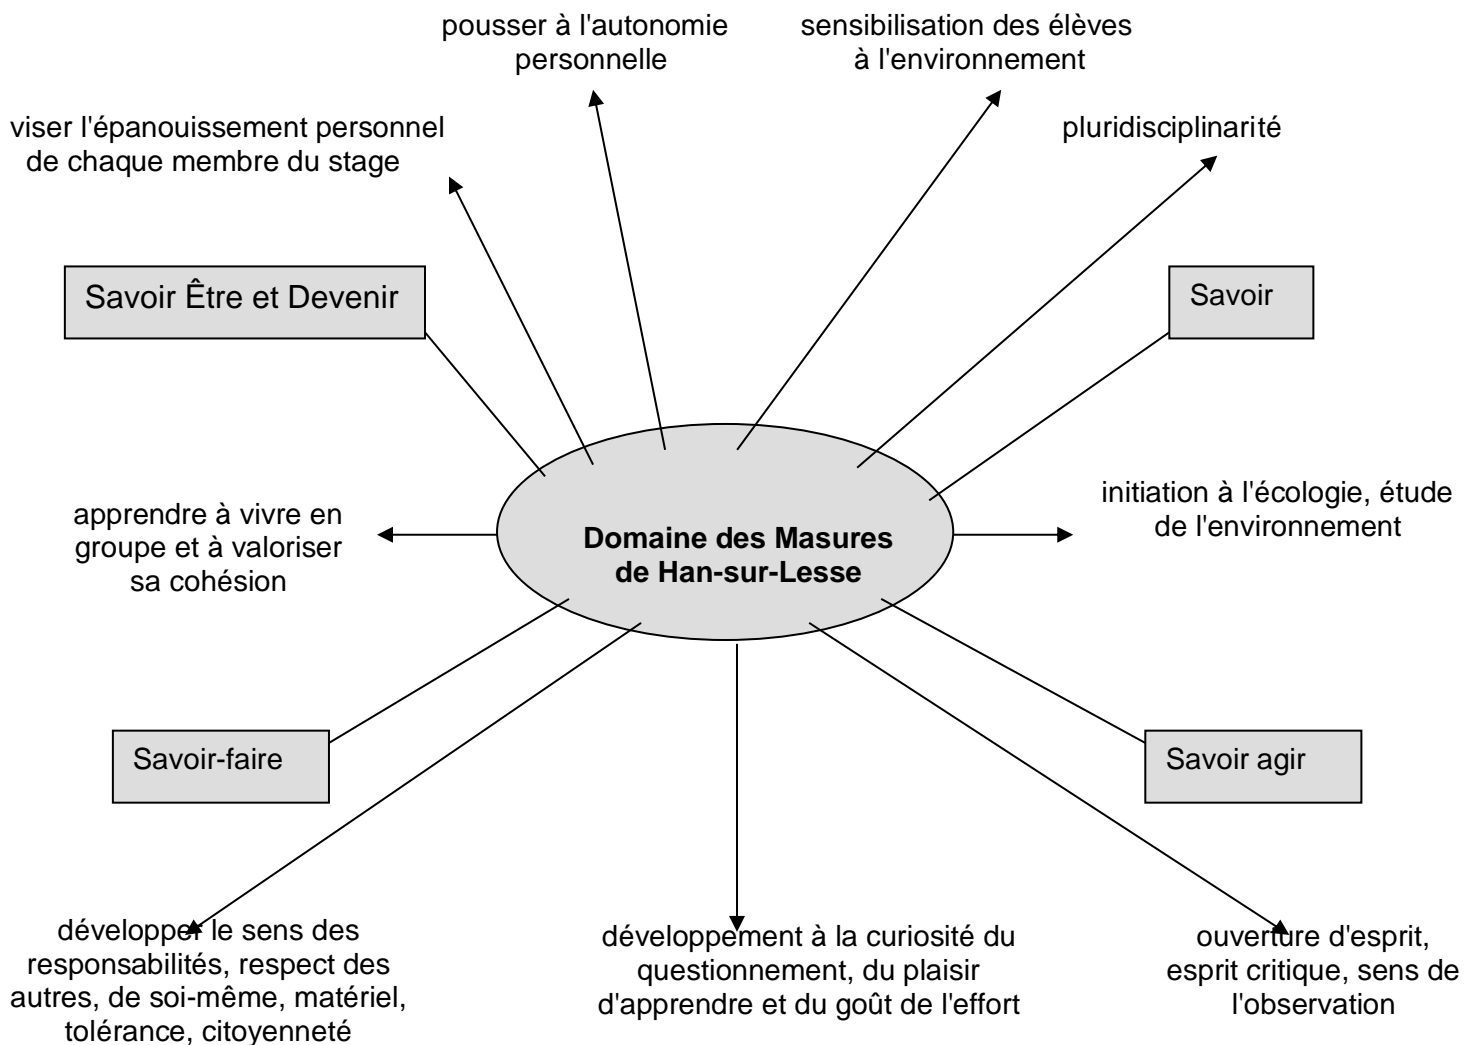 pousser à l'autonomie
personnelle
sensibilisation des élèves
à l'environnement
viser l'épanouissement personnel
de chaque membre du stage
pluridisciplinarité
Savoir Être et Devenir
Savoir
apprendre à vivre en
groupe et à valoriser
sa cohésion
Domaine des Masures
de Han-sur-Lesse
initiation à l'écologie, étude
de l'environnement
Savoir-faire
Savoir agir
développer le sens des
responsabilités, respect des
autres, de soi-même, matériel,
tolérance, citoyenneté
développement à la curiosité du
questionnement, du plaisir
d'apprendre et du goût de l'effort
ouverture d'esprit,
esprit critique, sens de
l'observation